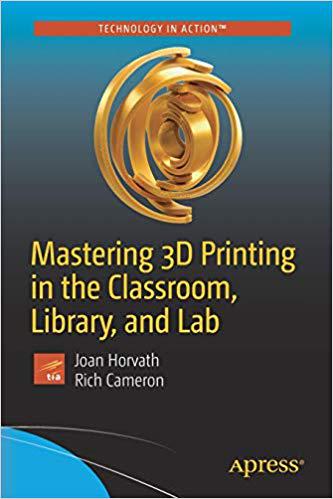 TECHNOLOGY IN ACTION™
Mastering 3D Printing
in the Classroom,
Library, and Lab
tia
Joan Horvath
Rich Cameron
Apress®